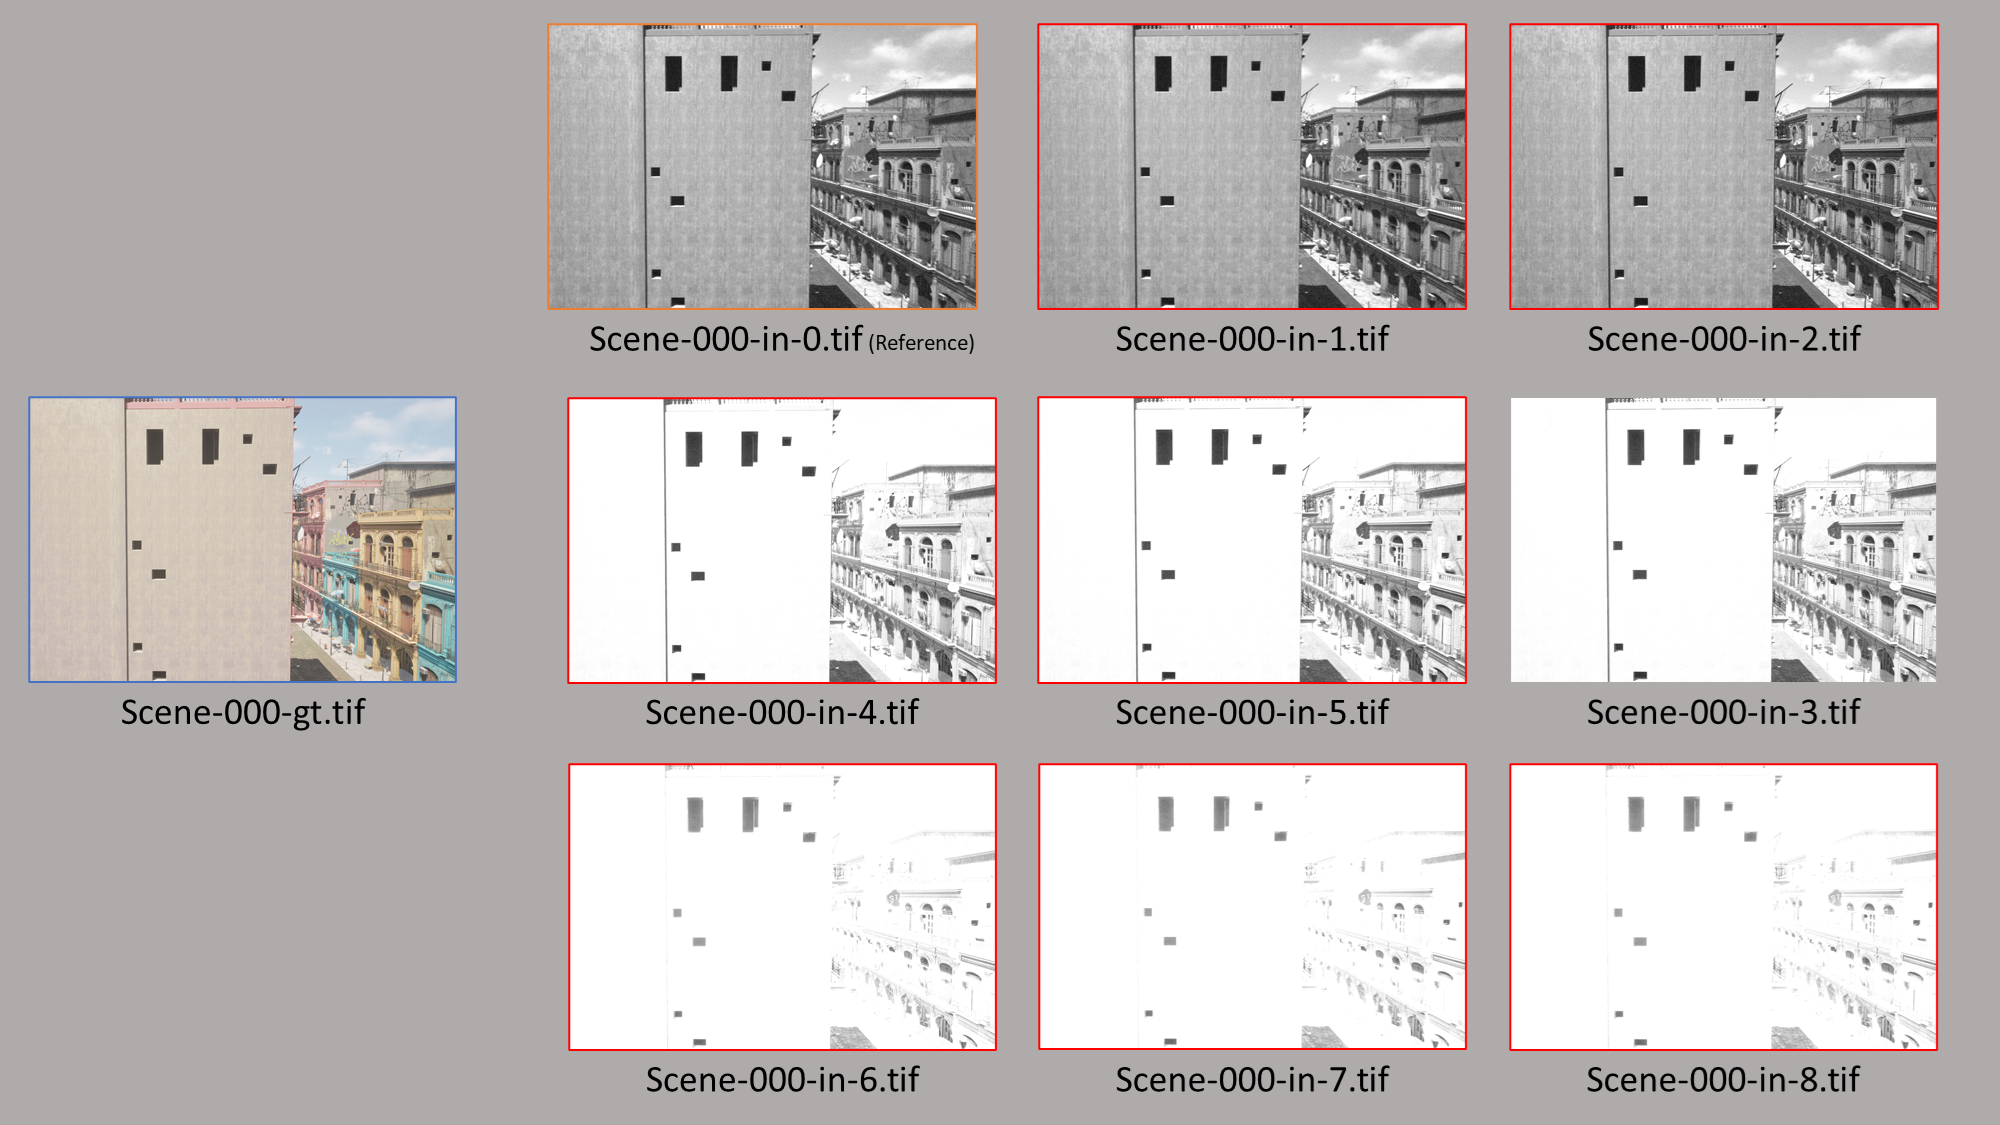 Scene-000-in-0.tif (Reference)
Scene-000-in-1.tif
Scene-000-in-2.tif
Scene-000-gt.tif
Scene-000-in-4.tif
Scene-000-in-5.tif
Scene-000-in-3.tif
Scene-000-in-6.tif
Scene-000-in-7.tif
Scene-000-in-8.tif